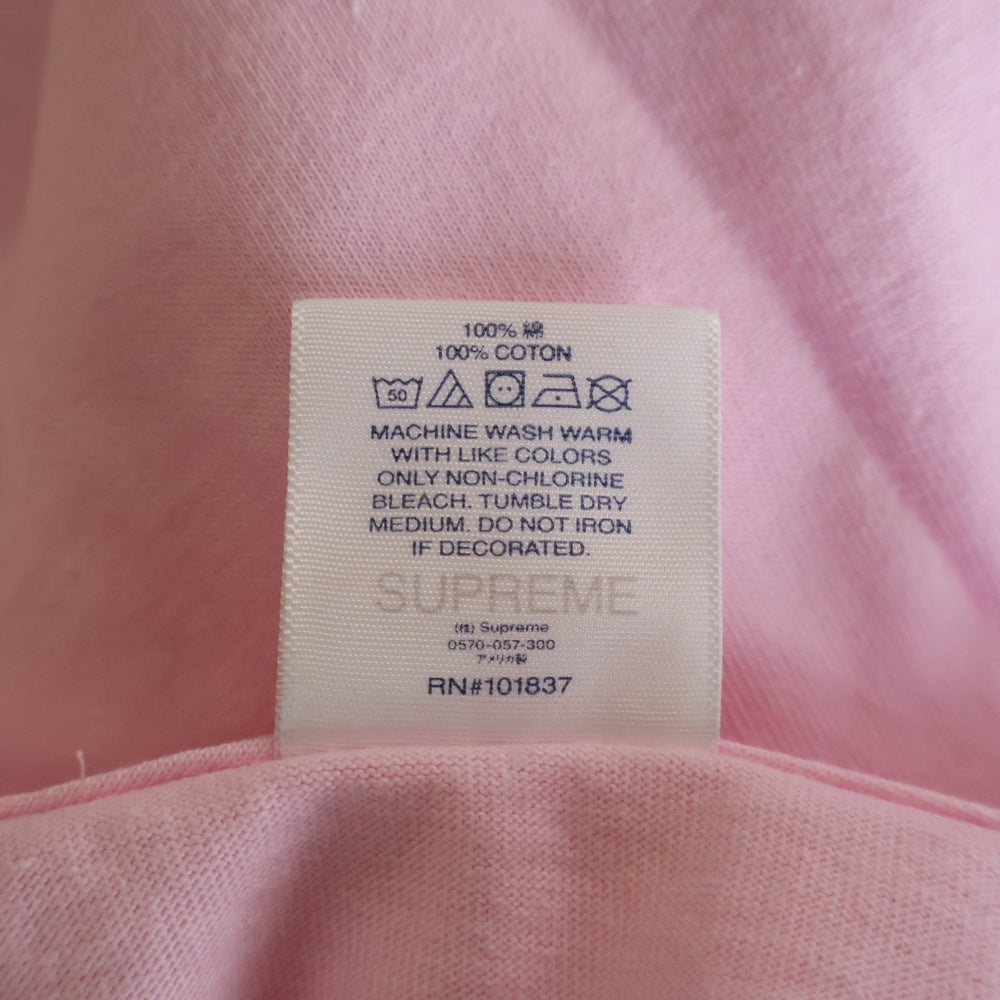 100% 綿
100% COTON
50
MACHINE WASH WARM
WITH LIKE COLORS
ONLY NON-CHLORINE
BLEACH. TUMBLE DRY
MEDIUM. DO NOT IRON
IF DECORATED.
SUPREME
(株) Supreme
0570-057-300
アメリカ製
RN#101837